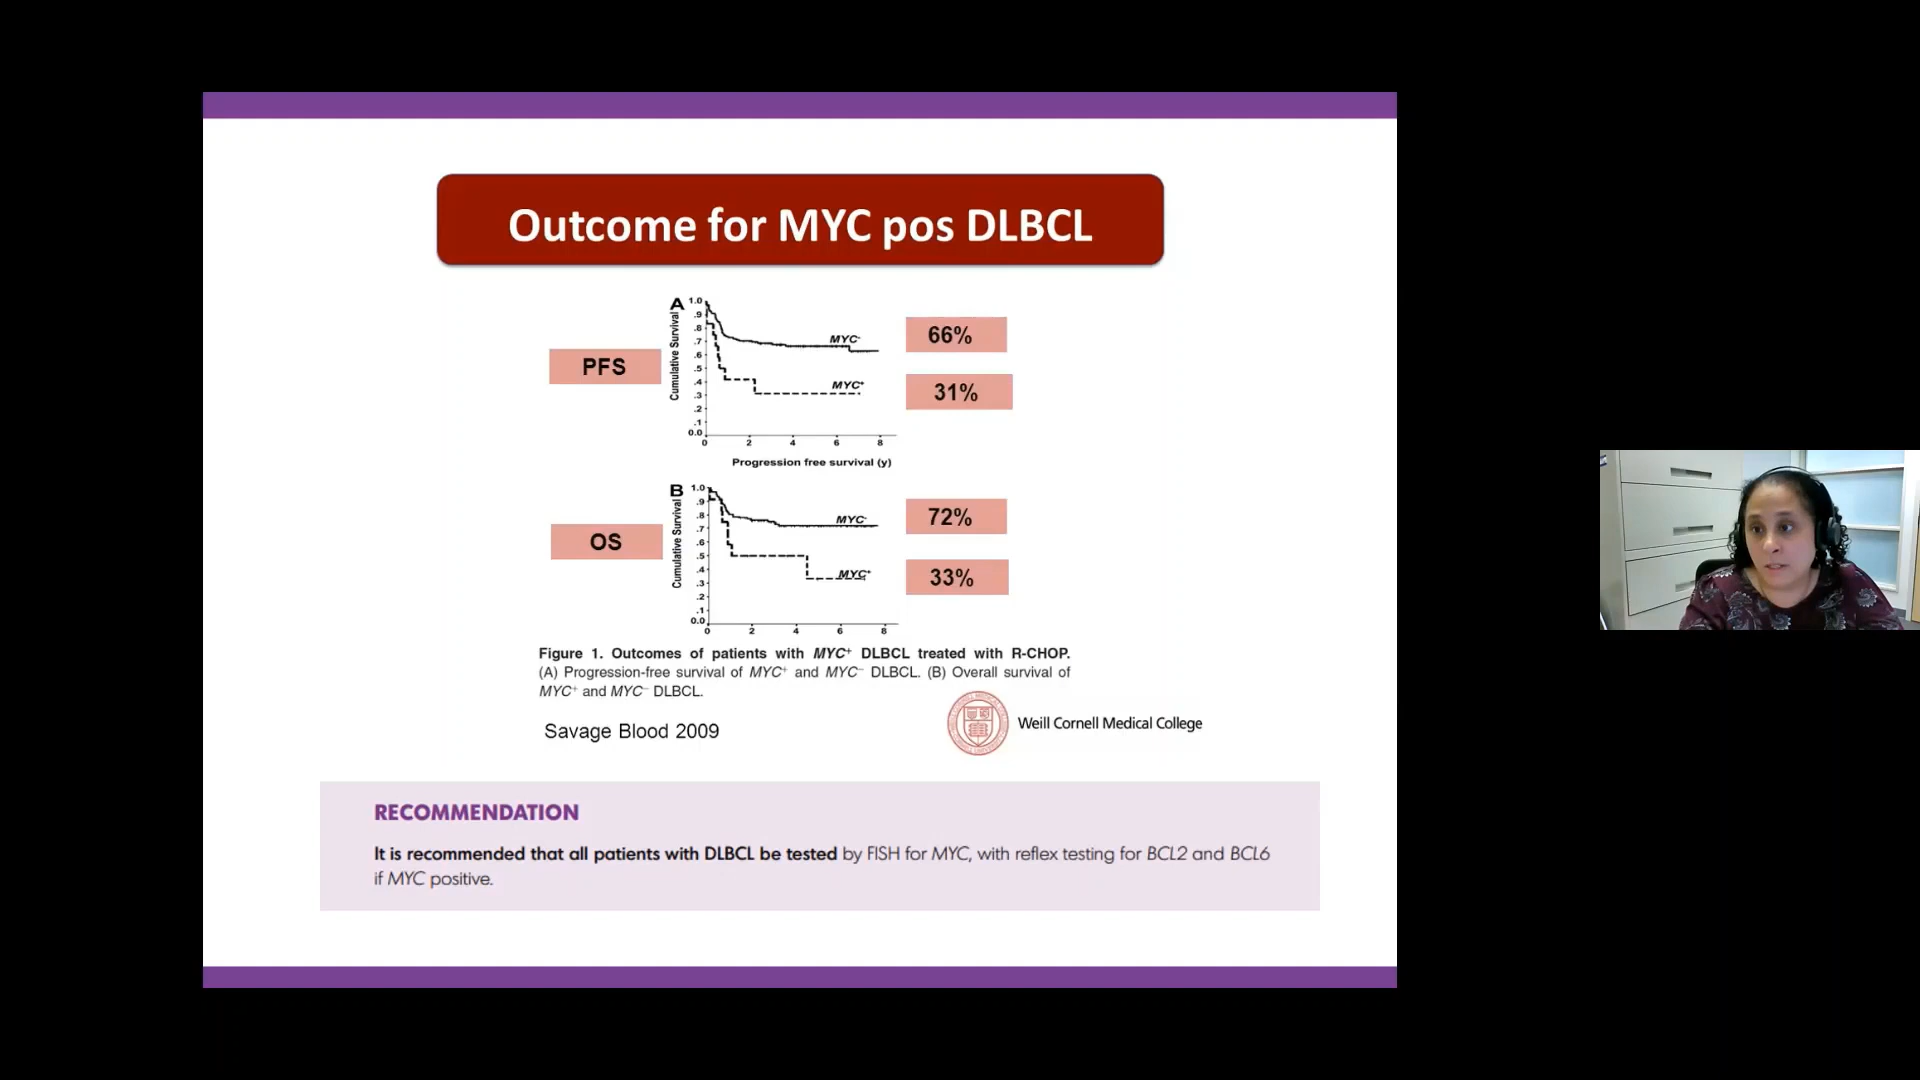 Outcome for MYC pos DLBCL
PFS
A
Cumulative Survival
1.0
.9
.8
.7
.6
.5
.4
.3
.2
.1
0.0
MYC-
MYC+
0 2 4 6 8
Progression free survival (y)
66%
31%
OS
B
Cumulative Survival
1.0
.9
.8
.7
.6
.5
.4
.3
.2
.1
0.0
MYC-
MYC+
0 2 4 6 8
72%
33%
Figure 1. Outcomes of patients with MYC+ DLBCL treated with R-CHOP.
(A) Progression-free survival of MYC+ and MYC− DLBCL. (B) Overall survival of
MYC+ and MYC− DLBCL.
Savage Blood 2009
Weill Cornell Medical College
RECOMMENDATION
It is recommended that all patients with DLBCL be tested by FISH for MYC, with reflex testing for BCL2 and BCL6
if MYC positive.